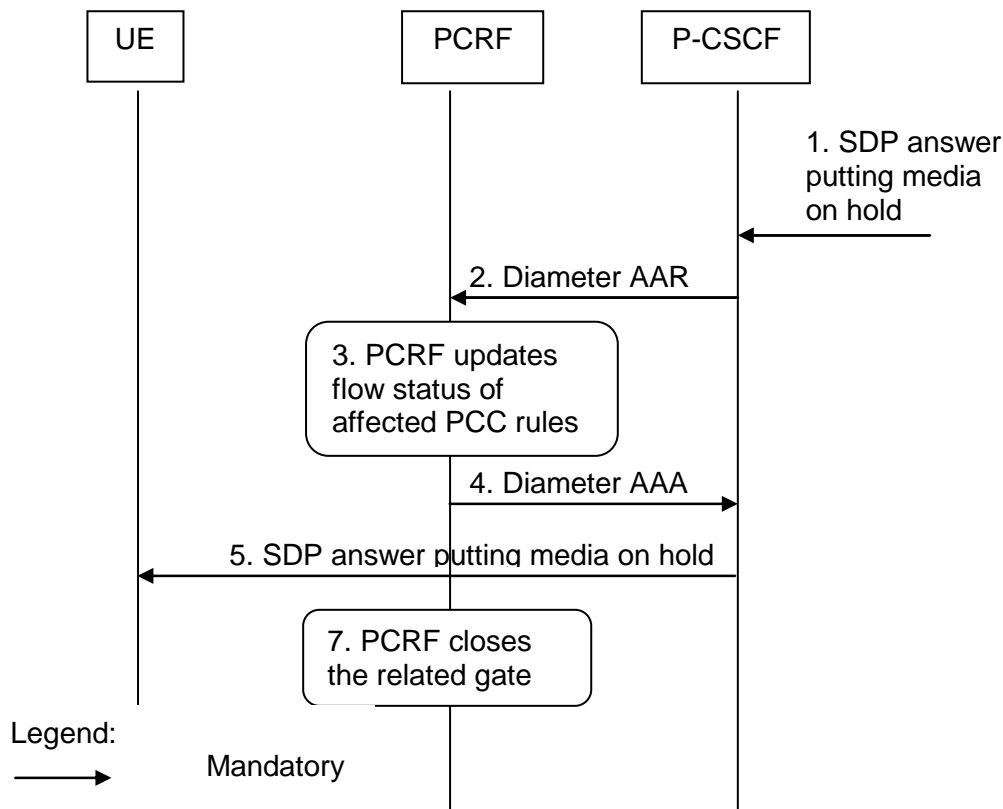 UE
PCRF
P-CSCF
1. SDP answer
putting media
on hold
2. Diameter AAR
3. PCRF updates
flow status of
affected PCC rules
4. Diameter AAA
5. SDP answer putting media on hold
7. PCRF closes
the related gate
Legend:
Mandatory